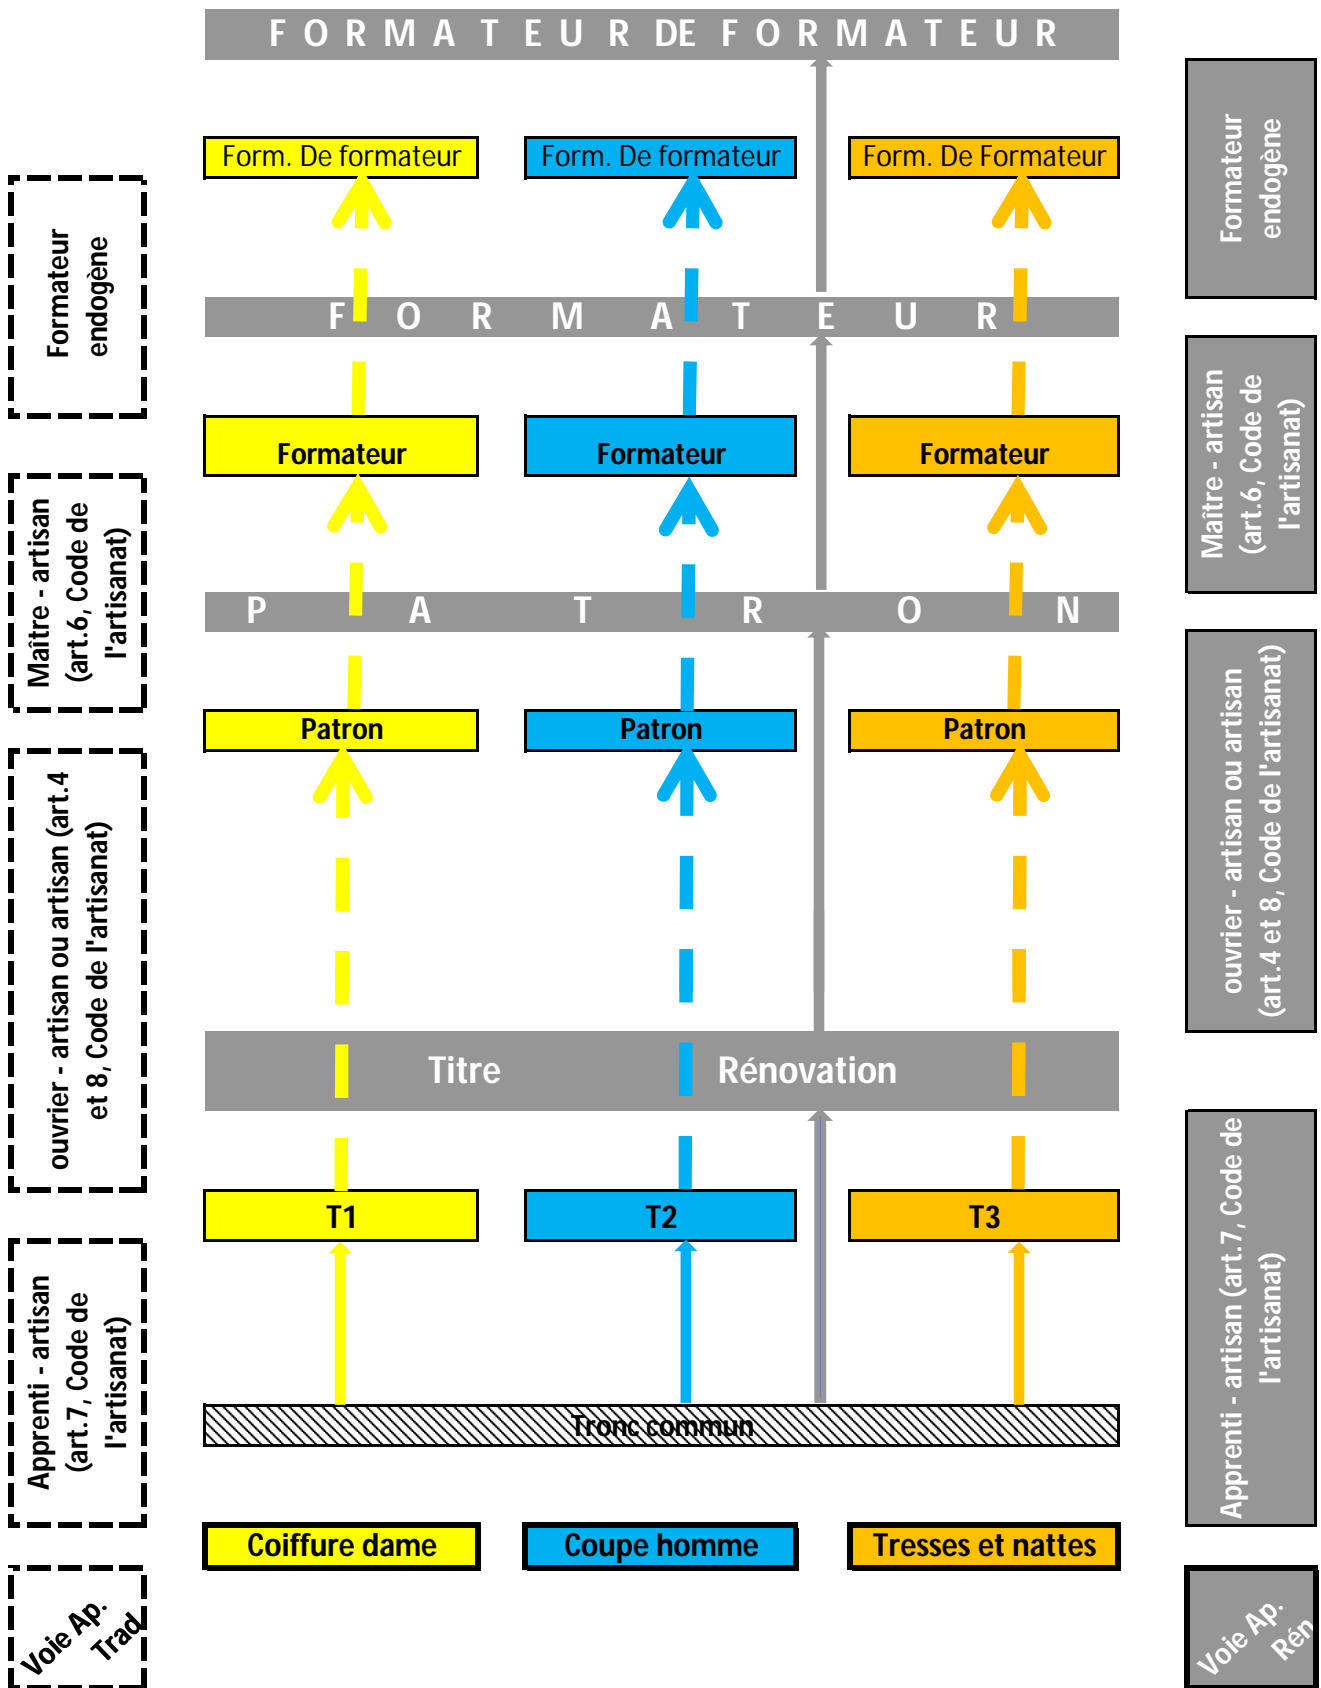 F O R M A T E U R DE F O R M A T E U R
Form. De formateur
Form. De formateur
Form. De Formateur
F O R M A T E U R
Formateur
Formateur
Formateur
P A T R O N
Patron
Patron
Patron
Titre Rénovation
T1
T2
T3
Tronc commun
Coiffure dame
Coupe homme
Tresses et nattes
Formateur
endogène
Maître - artisan
(art.6, Code de
l'artisanat)
ouvrier - artisan ou artisan (art.4
et 8, Code de l'artisanat)
Apprenti - artisan
(art.7, Code de
l'artisanat)
Voie Ap.
Trad
Formateur
endogène
Maître - artisan
(art.6, Code de
l'artisanat)
ouvrier - artisan ou artisan
(art.4 et 8, Code de l'artisanat)
Apprenti - artisan (art.7, Code de
l'artisanat)
Voie Ap.
Rén